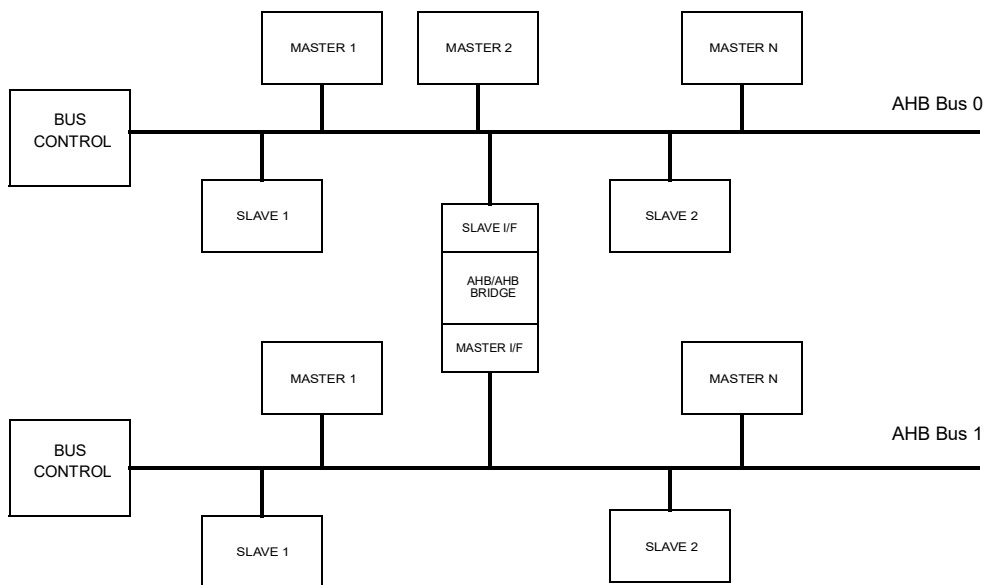 MASTER 1
MASTER 2
MASTER N
AHB Bus 0
BUS
CONTROL
SLAVE 1
SLAVE I/F
SLAVE 2
AHB/AHB
BRIDGE
MASTER I/F
MASTER 1
MASTER N
AHB Bus 1
BUS
CONTROL
SLAVE 1
SLAVE 2